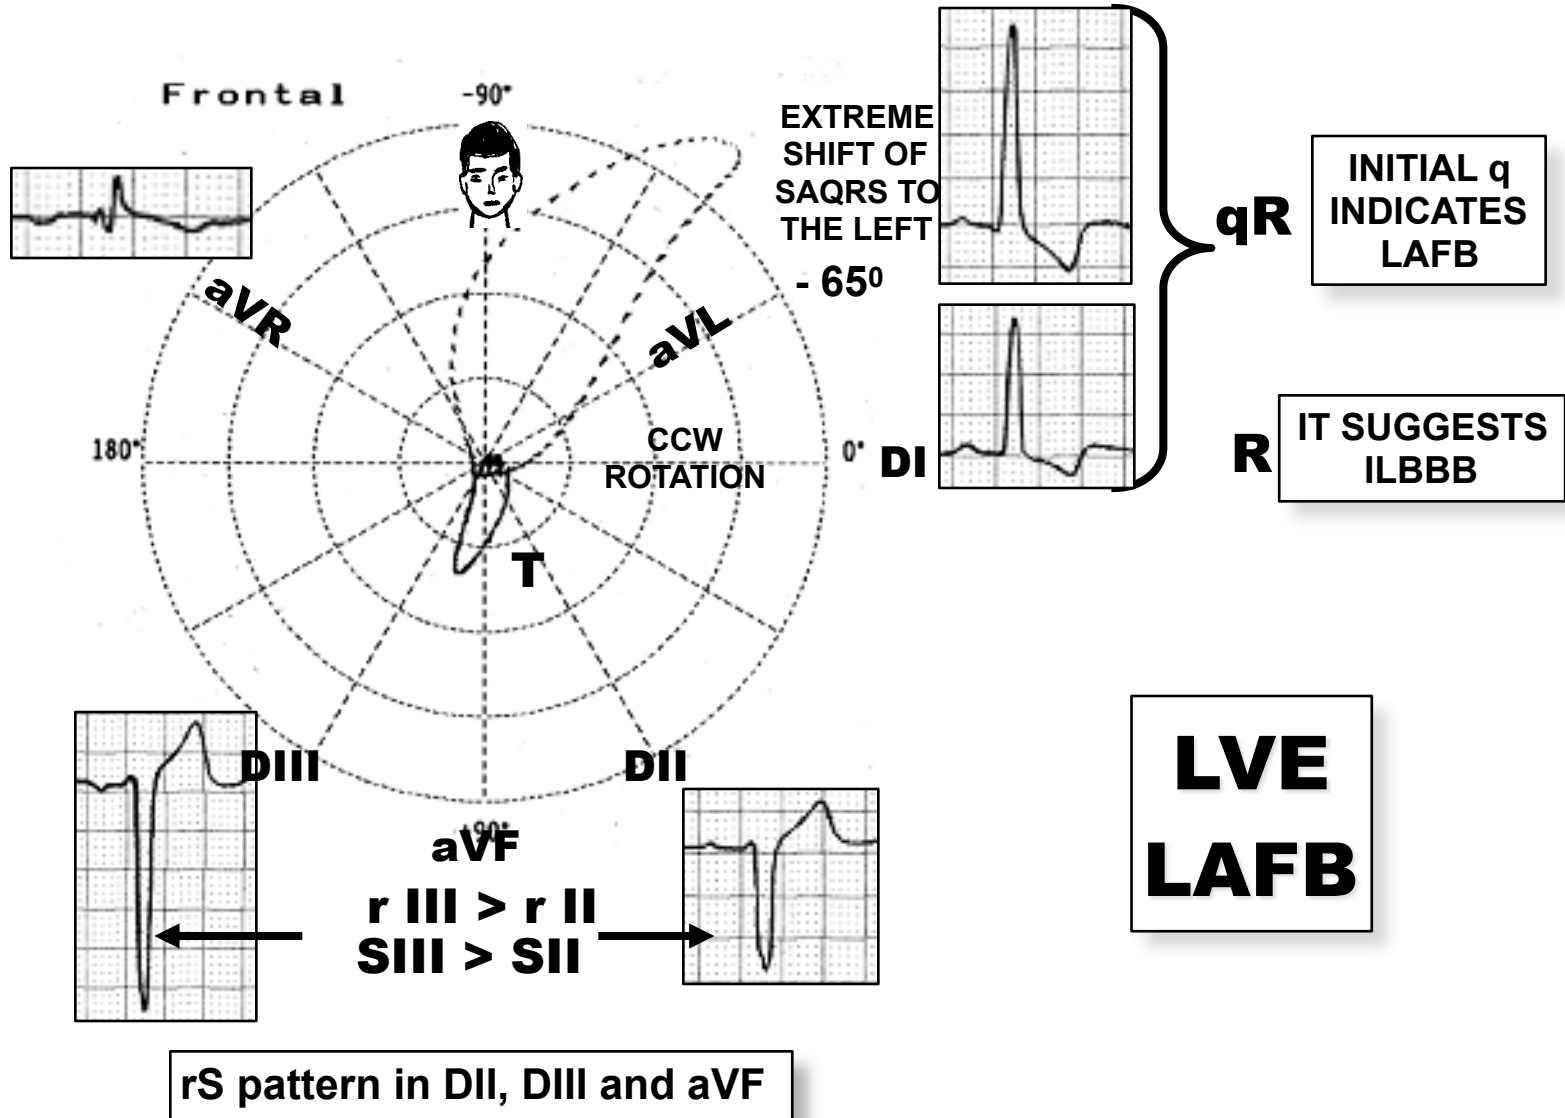 Frontal
-90°
EXTREME
SHIFT OF
SAQRS TO
THE LEFT
- 65⁰
qR
INITIAL q
INDICATES
LAFB
aVR
aVL
180°
CCW
ROTATION
0°
DI
R
IT SUGGESTS
ILBBB
T
DIII
DII
+90°
aVF
r III > r II
SIII > SII
LVE
LAFB
rS pattern in DII, DIII and aVF